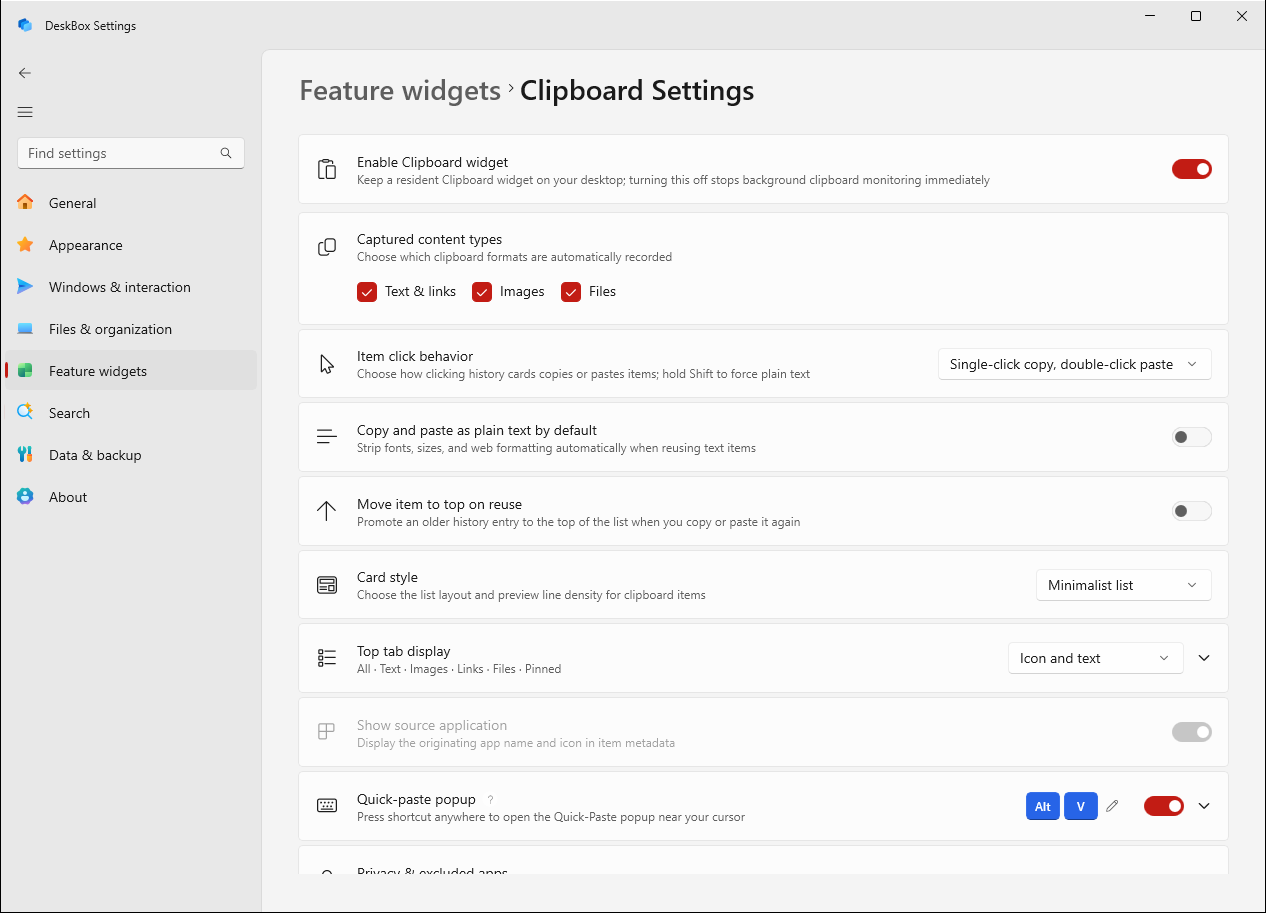 DeskBox Settings
Find settings
General
Appearance
Windows & interaction
Files & organization
Feature widgets
Search
Data & backup
About
Feature widgets › Clipboard Settings
Enable Clipboard widget
Keep a resident Clipboard widget on your desktop; turning this off stops background clipboard monitoring immediately
Captured content types
Choose which clipboard formats are automatically recorded
Text & links Images Files
Item click behavior
Choose how clicking history cards copies or pastes items; hold Shift to force plain text
Single-click copy, double-click paste
Copy and paste as plain text by default
Strip fonts, sizes, and web formatting automatically when reusing text items
Move item to top on reuse
Promote an older history entry to the top of the list when you copy or paste it again
Card style
Choose the list layout and preview line density for clipboard items
Minimalist list
Top tab display
All · Text · Images · Links · Files · Pinned
Icon and text
Show source application
Display the originating app name and icon in item metadata
Quick-paste popup ?
Press shortcut anywhere to open the Quick-Paste popup near your cursor
Alt V
Privacy & excluded apps